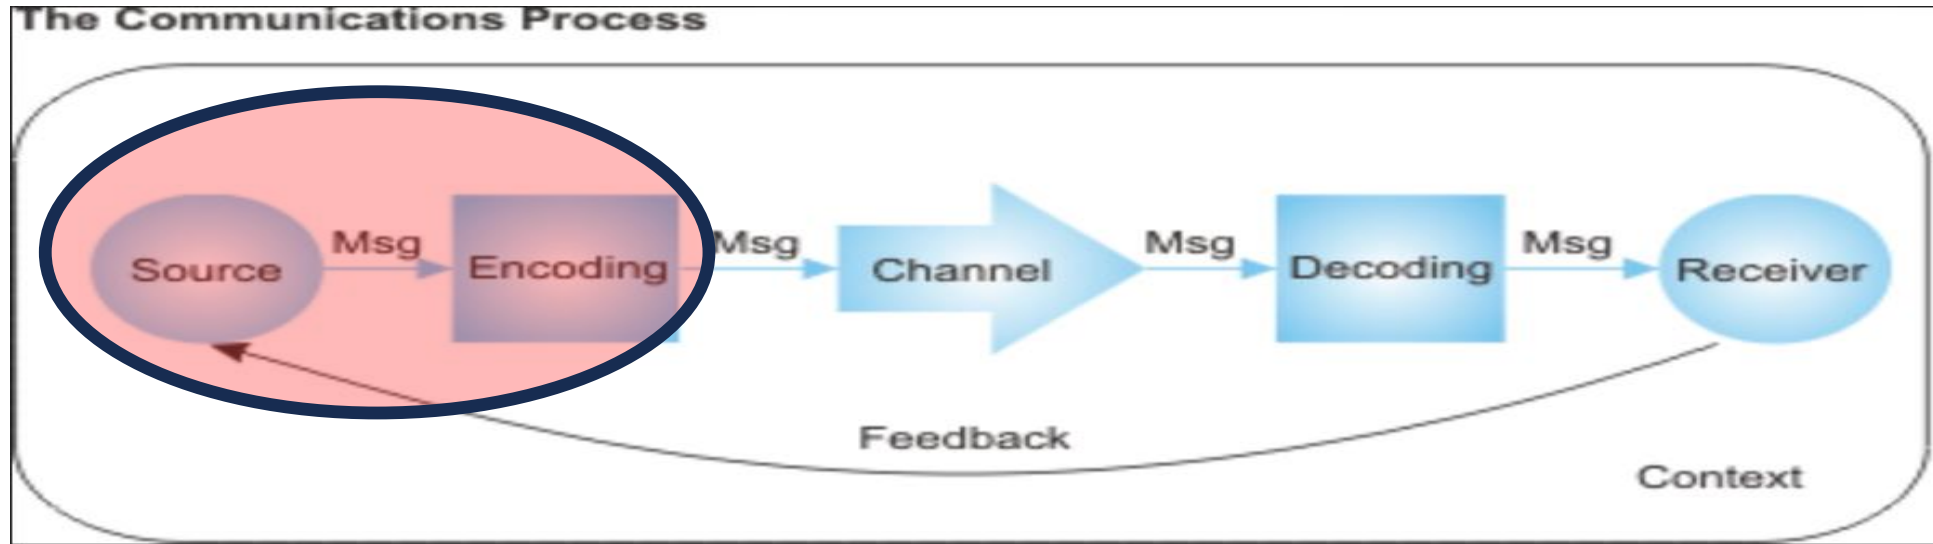 The Communications Process
Msg Msg Msg Msg
Source Encoding Channel Decoding Receiver
Feedback
Context